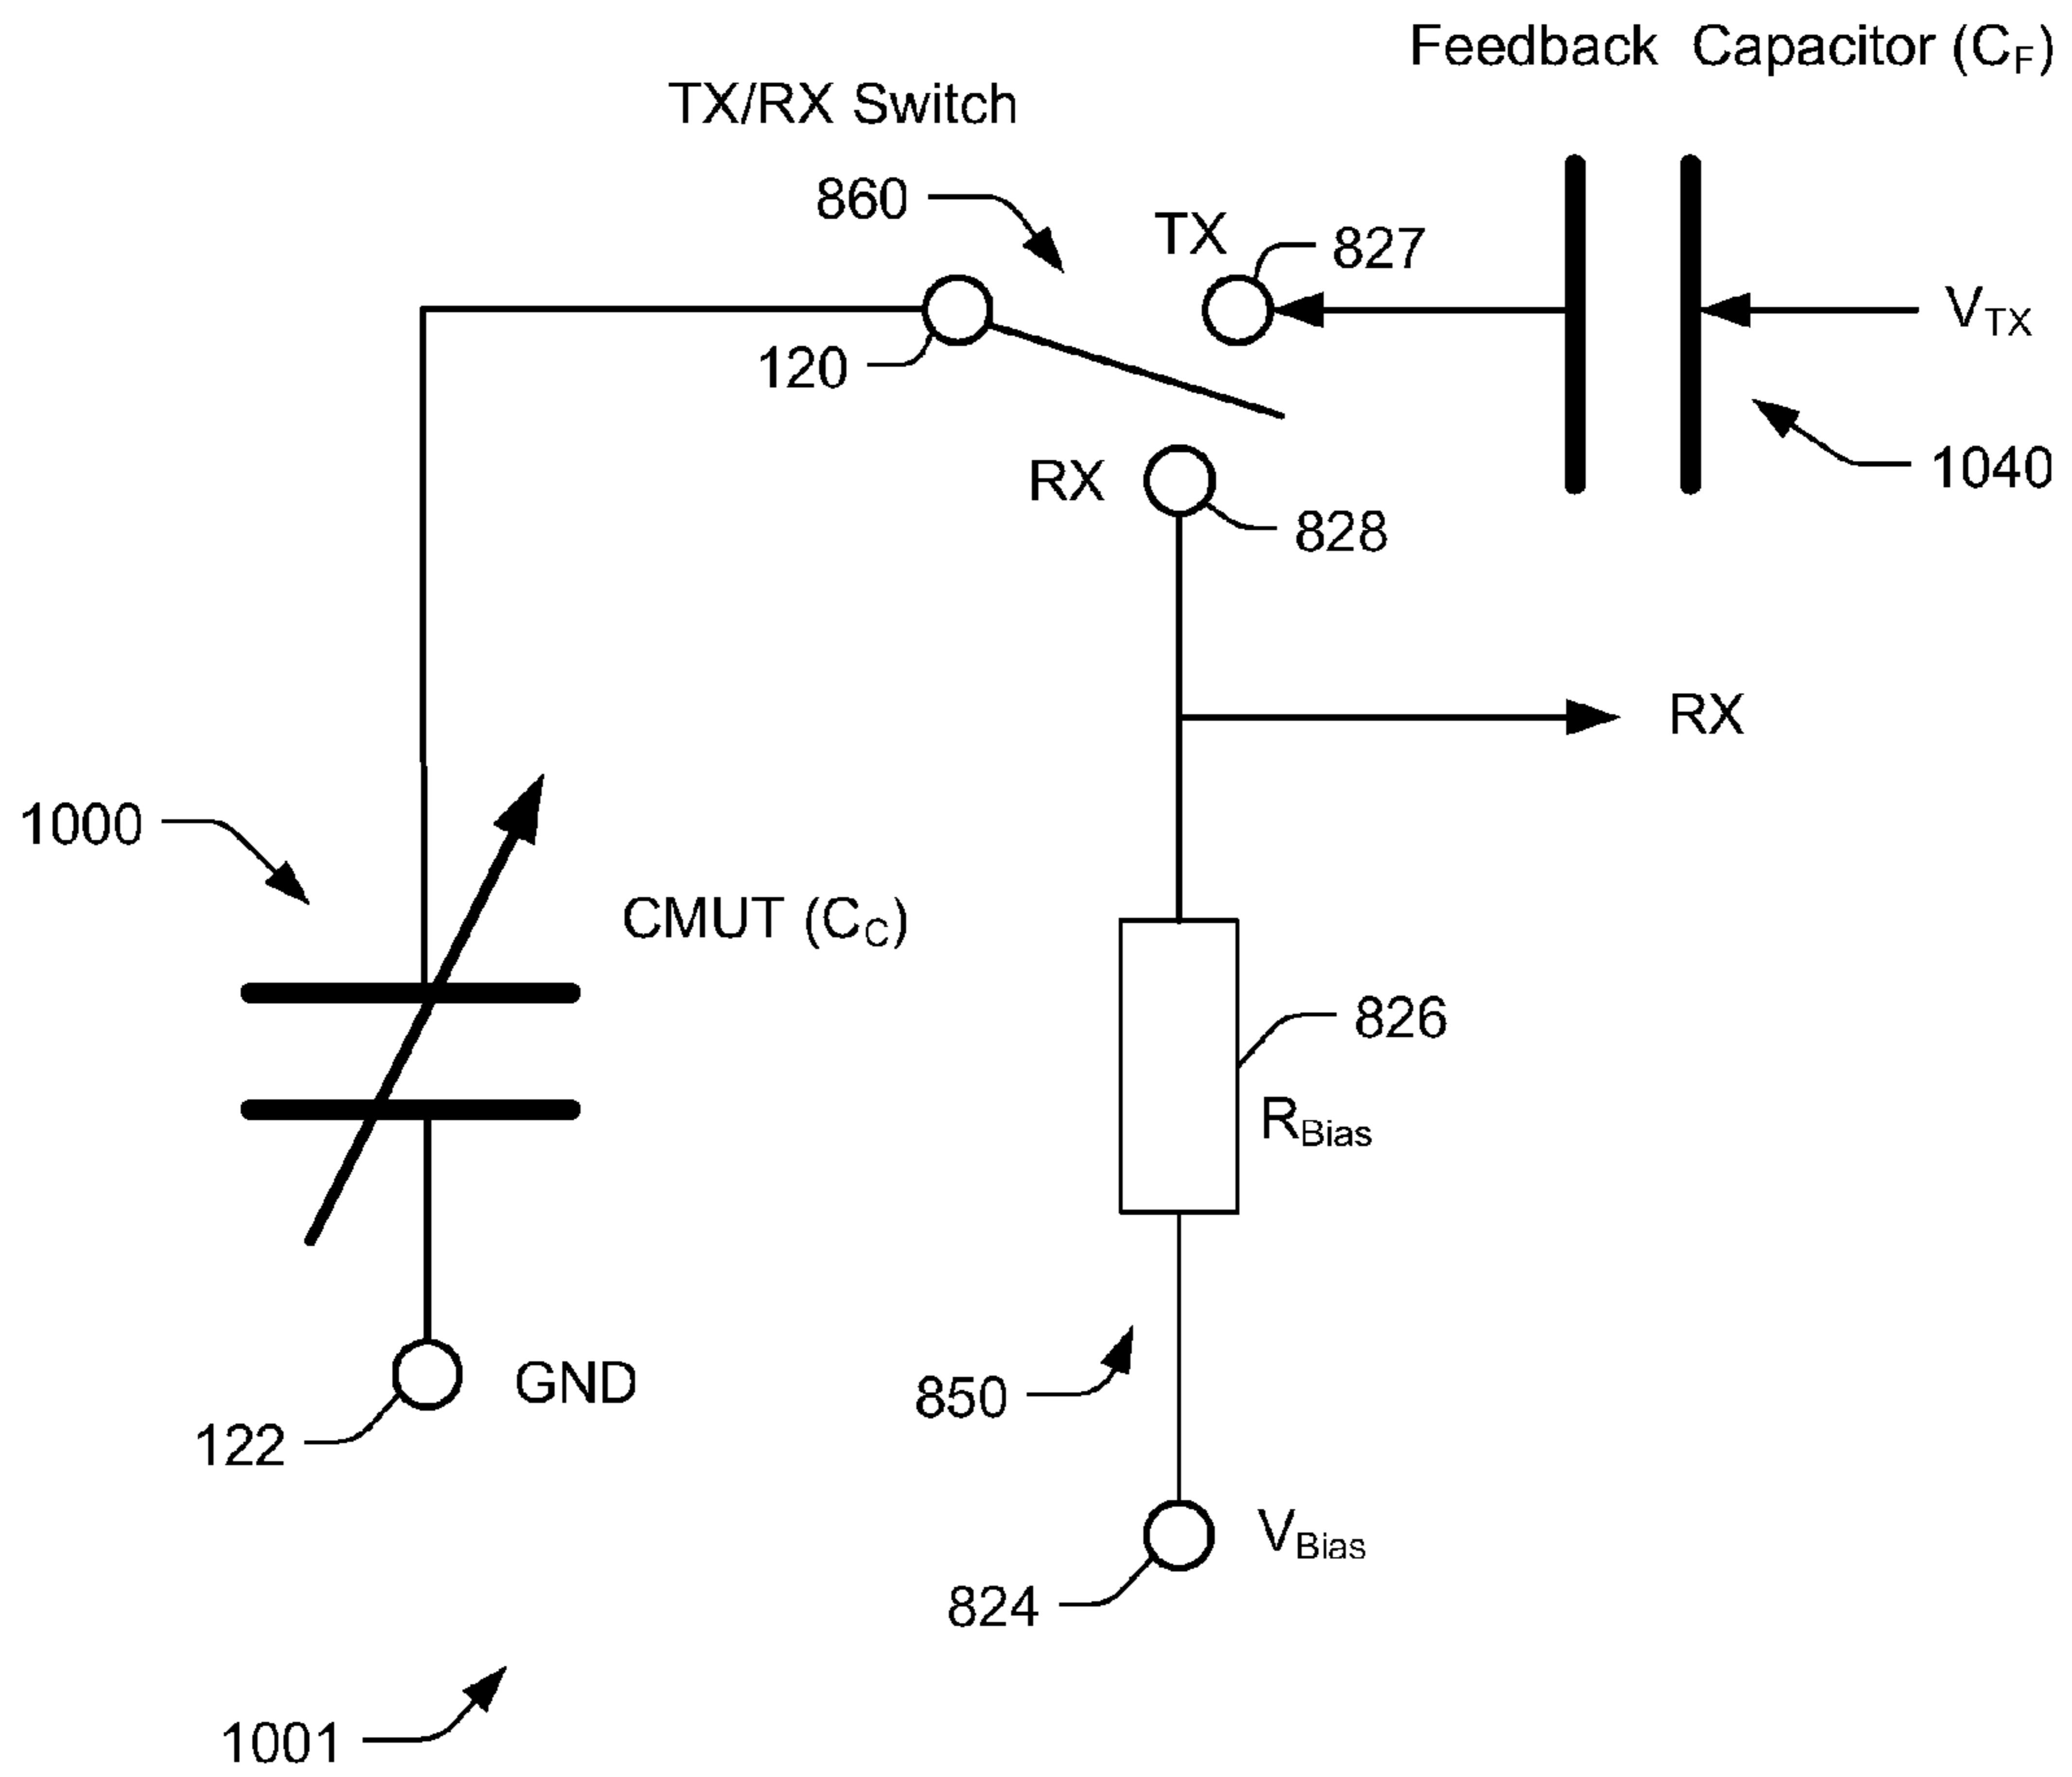 Feedback Capacitor (CF)
TX/RX Switch
860
TX
827
VTX
120
1040
RX
828
RX
1000
CMUT (CC)
826
RBias
850
GND
122
VBias
824
1001